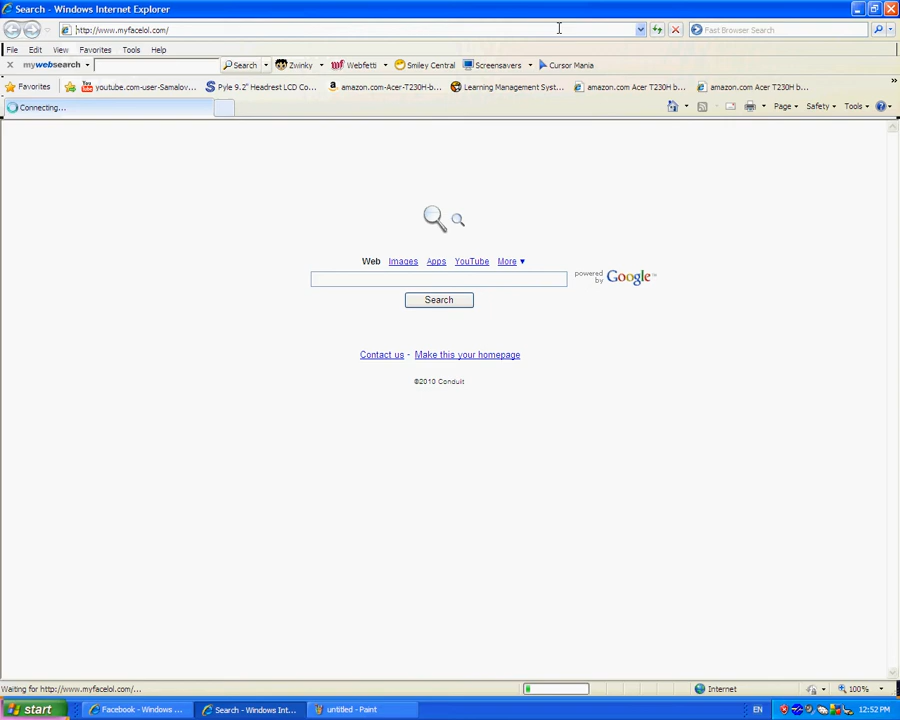 Search - Windows Internet Explorer
http://www.myfacelol.com/
Fast Browser Search
File Edit View Favorites Tools Help
mywebsearch Search Zwinky Webfetti Smiley Central Screensavers Cursor Mania
Favorites youtube.com-user-Samalov... Pyle 9.2" Headrest LCD Co... amazon.com-Acer-T230H-b... Learning Management Syst... amazon.com Acer T230H b... amazon.com Acer T230H b...
Connecting...
Page Safety Tools
Web Images Apps YouTube More
powered by Google™
Search
Contact us - Make this your homepage
©2010 Conduit
Waiting for http://www.myfacelol.com/...
Internet
100%
start Facebook - Windows ... Search - Windows Int... untitled - Paint EN 12:52 PM